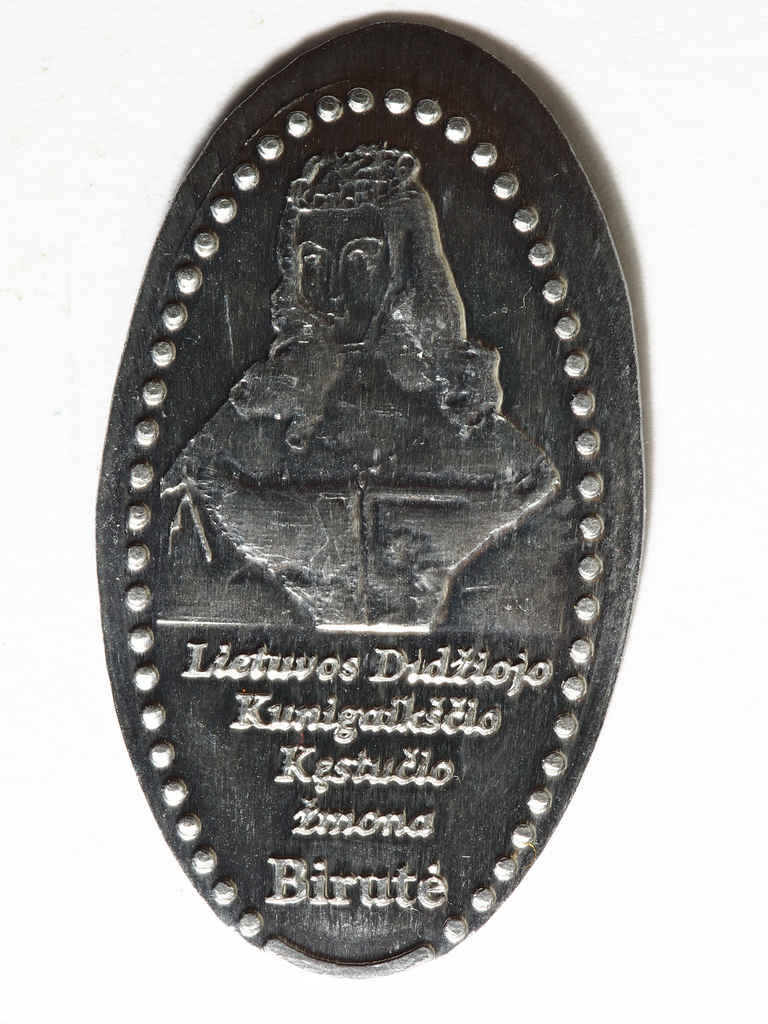 Lietuvos Didžiojo
Kunigaikščio
Kęstučio
žmona
Birutė